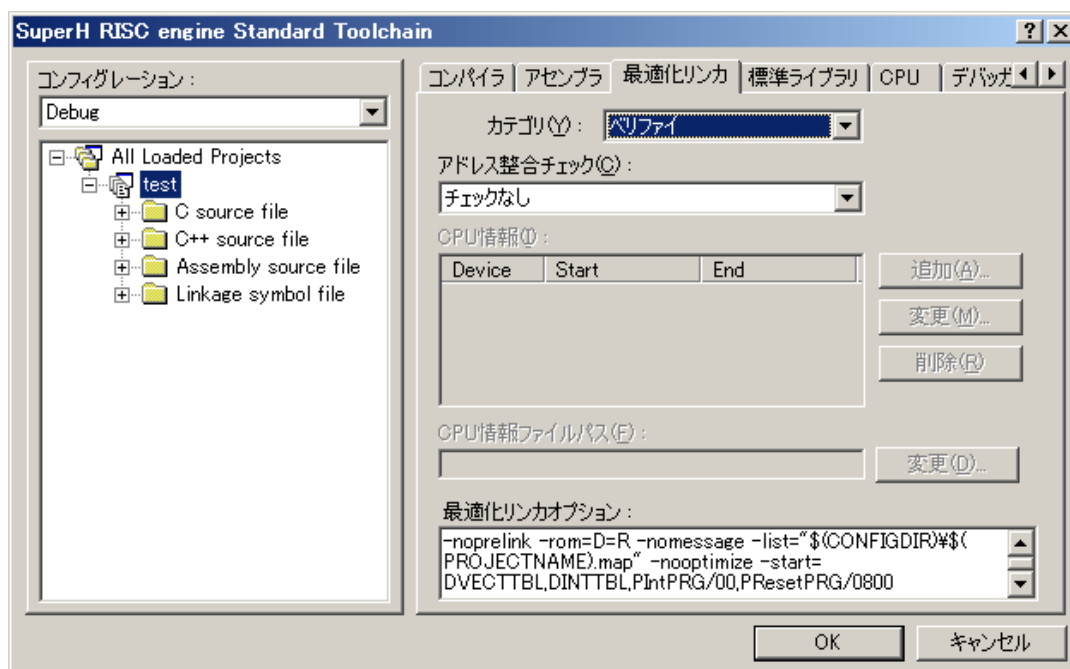 SuperH RISC engine Standard Toolchain
コンフィグレーション :
Debug
All Loaded Projects
test
C source file
C++ source file
Assembly source file
Linkage symbol file
コンパイラ アセンブラ 最適化リンカ 標準ライブラリ CPU デバッガ
カテゴリ(Y) : ベリファイ
アドレス整合チェック(C) :
チェックなし
CPU情報(I) :
Device Start End
追加(A)...
変更(M)...
削除(R)
CPU情報ファイルパス(F) :
変更(D)...
最適化リンカオプション :
-noprelink -rom=D=R -nomessage -list="$(CONFIGDIR)¥$(
PROJECTNAME).map" -nooptimize -start=
DVECTTBL,DINTTBL,PIntPRG/00,PResetPRG/0800
OK キャンセル